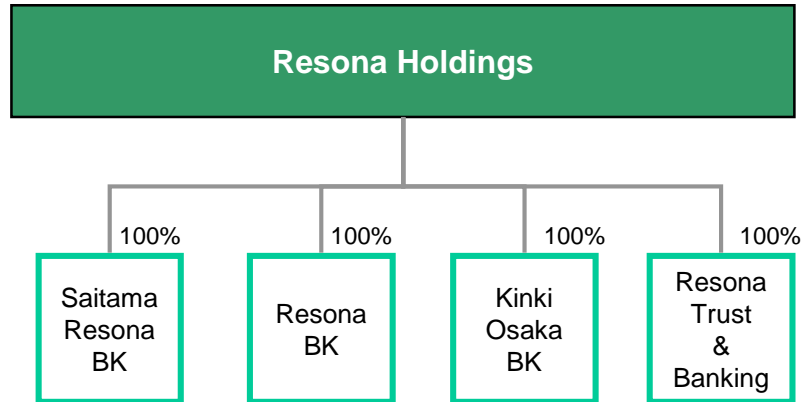 Resona Holdings
100%
100%
100%
100%
Saitama
Resona
BK
Resona
BK
Kinki
Osaka
BK
Resona
Trust
&
Banking